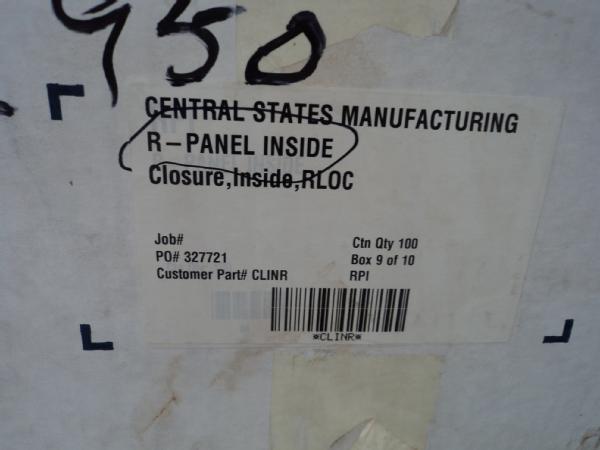 950
CENTRAL STATES MANUFACTURING
R-PANEL INSIDE
Closure,Inside,RLOC
Job#
PO# 327721
Customer Part# CLINR
Ctn Qty 100
Box 9 of 10
RPI
*CLINR*